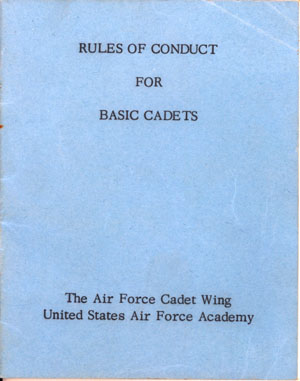 RULES OF CONDUCT
FOR
BASIC CADETS
The Air Force Cadet Wing
United States Air Force Academy